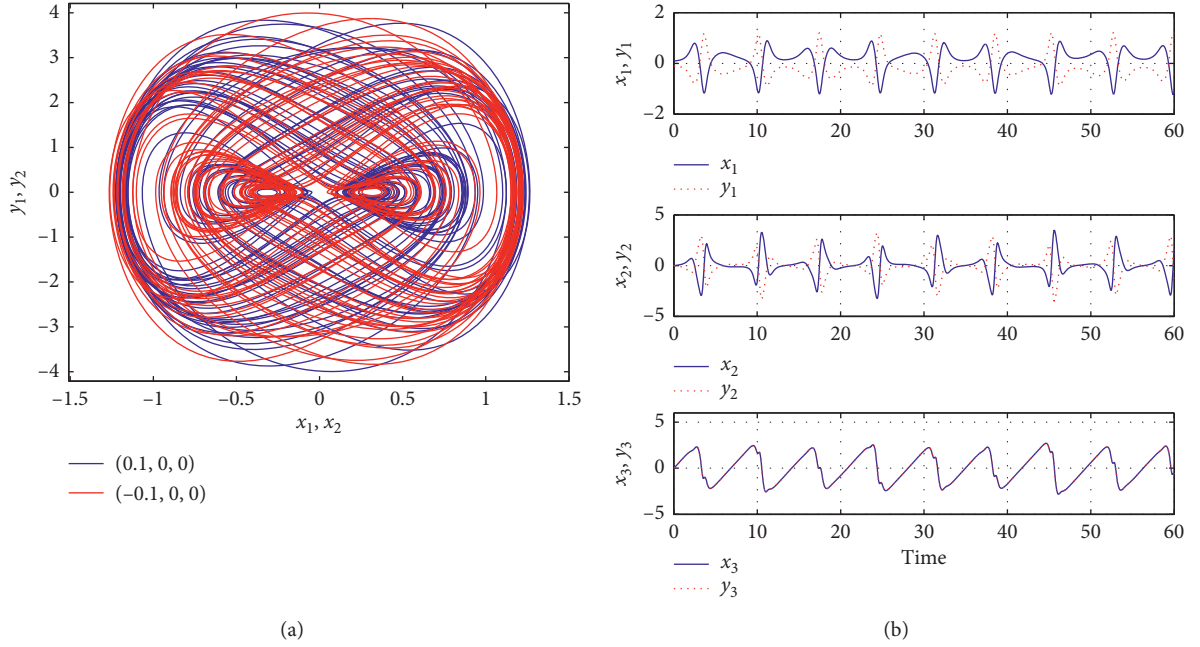 4
3
2
1
0
−1
−2
−3
−4
y1, y2
−1.5 −1 −0.5 0 0.5 1 1.5
x1, x2
(0.1, 0, 0)
(−0.1, 0, 0)
(a)
2
0
−2
x1, y1
0 10 20 30 40 50 60
x1
y1
5
0
−5
x2, y2
0 10 20 30 40 50 60
x2
y2
5
0
−5
x3, y3
0 10 20 30 40 50 60
Time
x3
y3
(b)